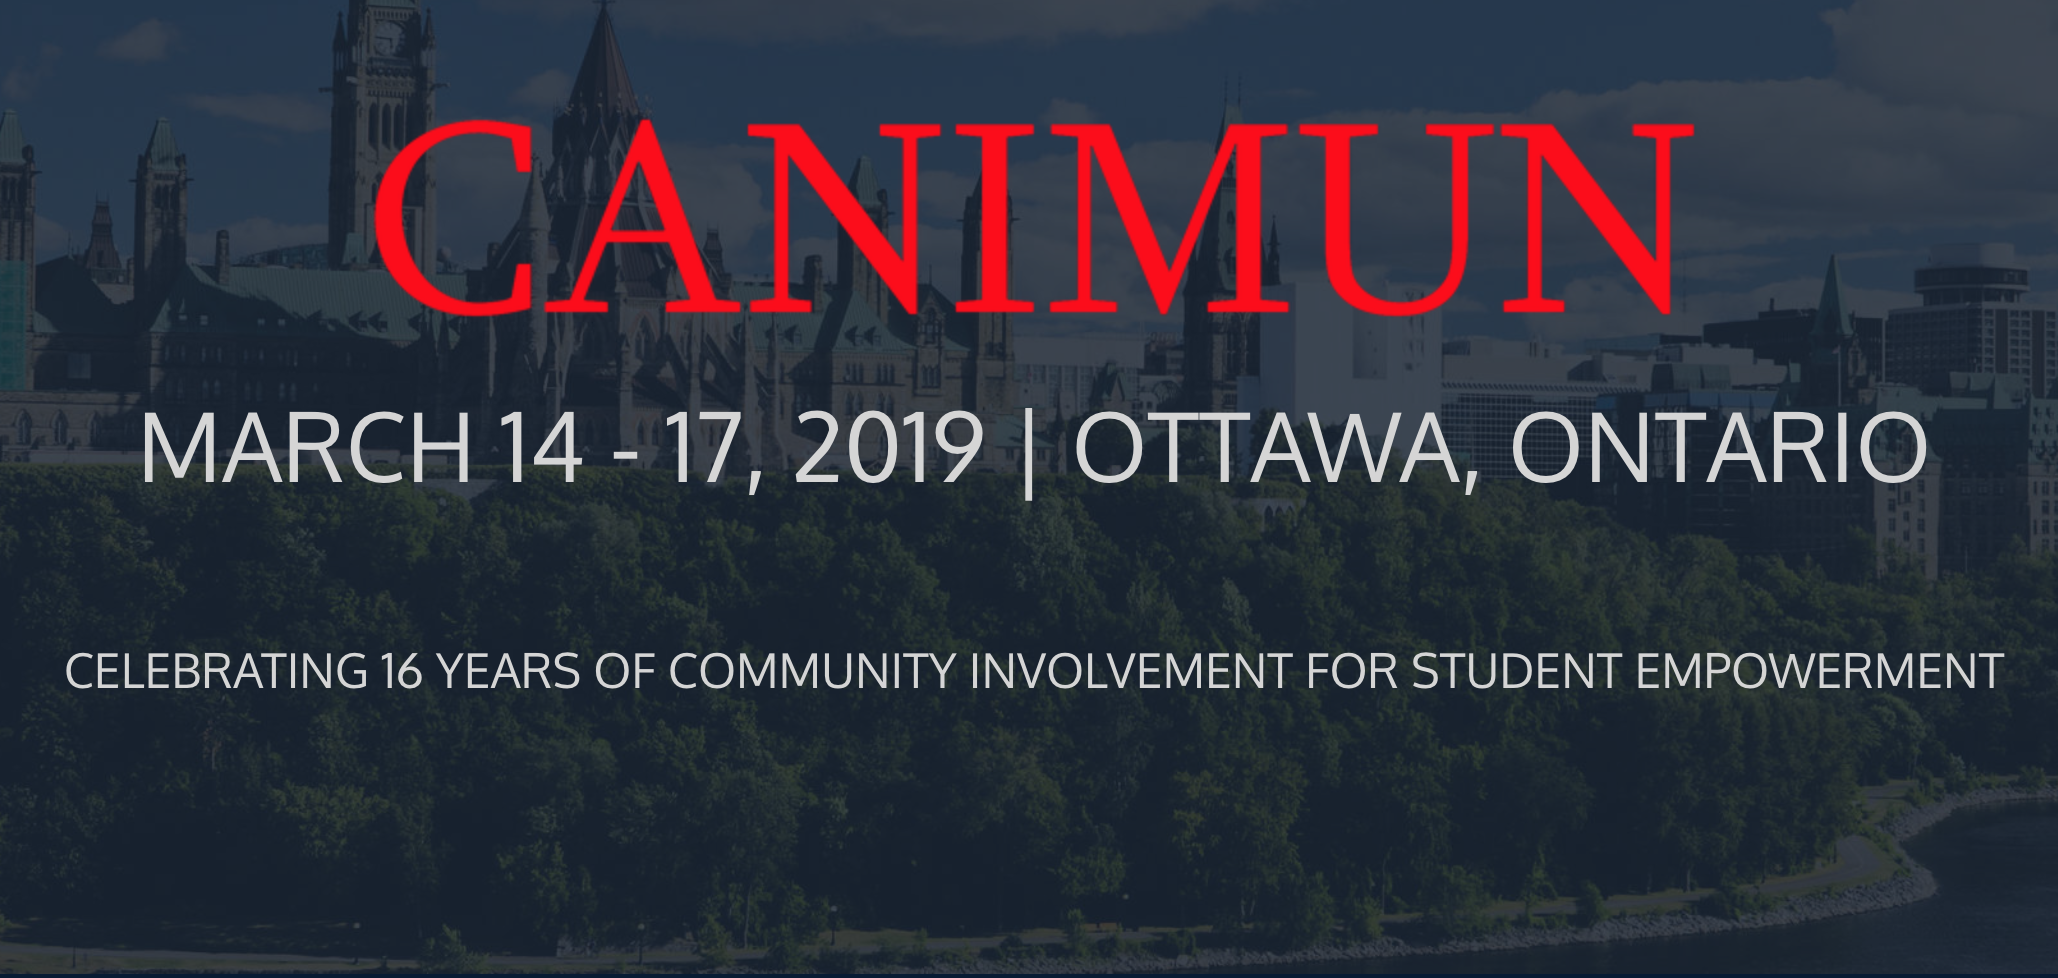 CANIMUN
MARCH 14 - 17, 2019 | OTTAWA, ONTARIO
CELEBRATING 16 YEARS OF COMMUNITY INVOLVEMENT FOR STUDENT EMPOWERMENT